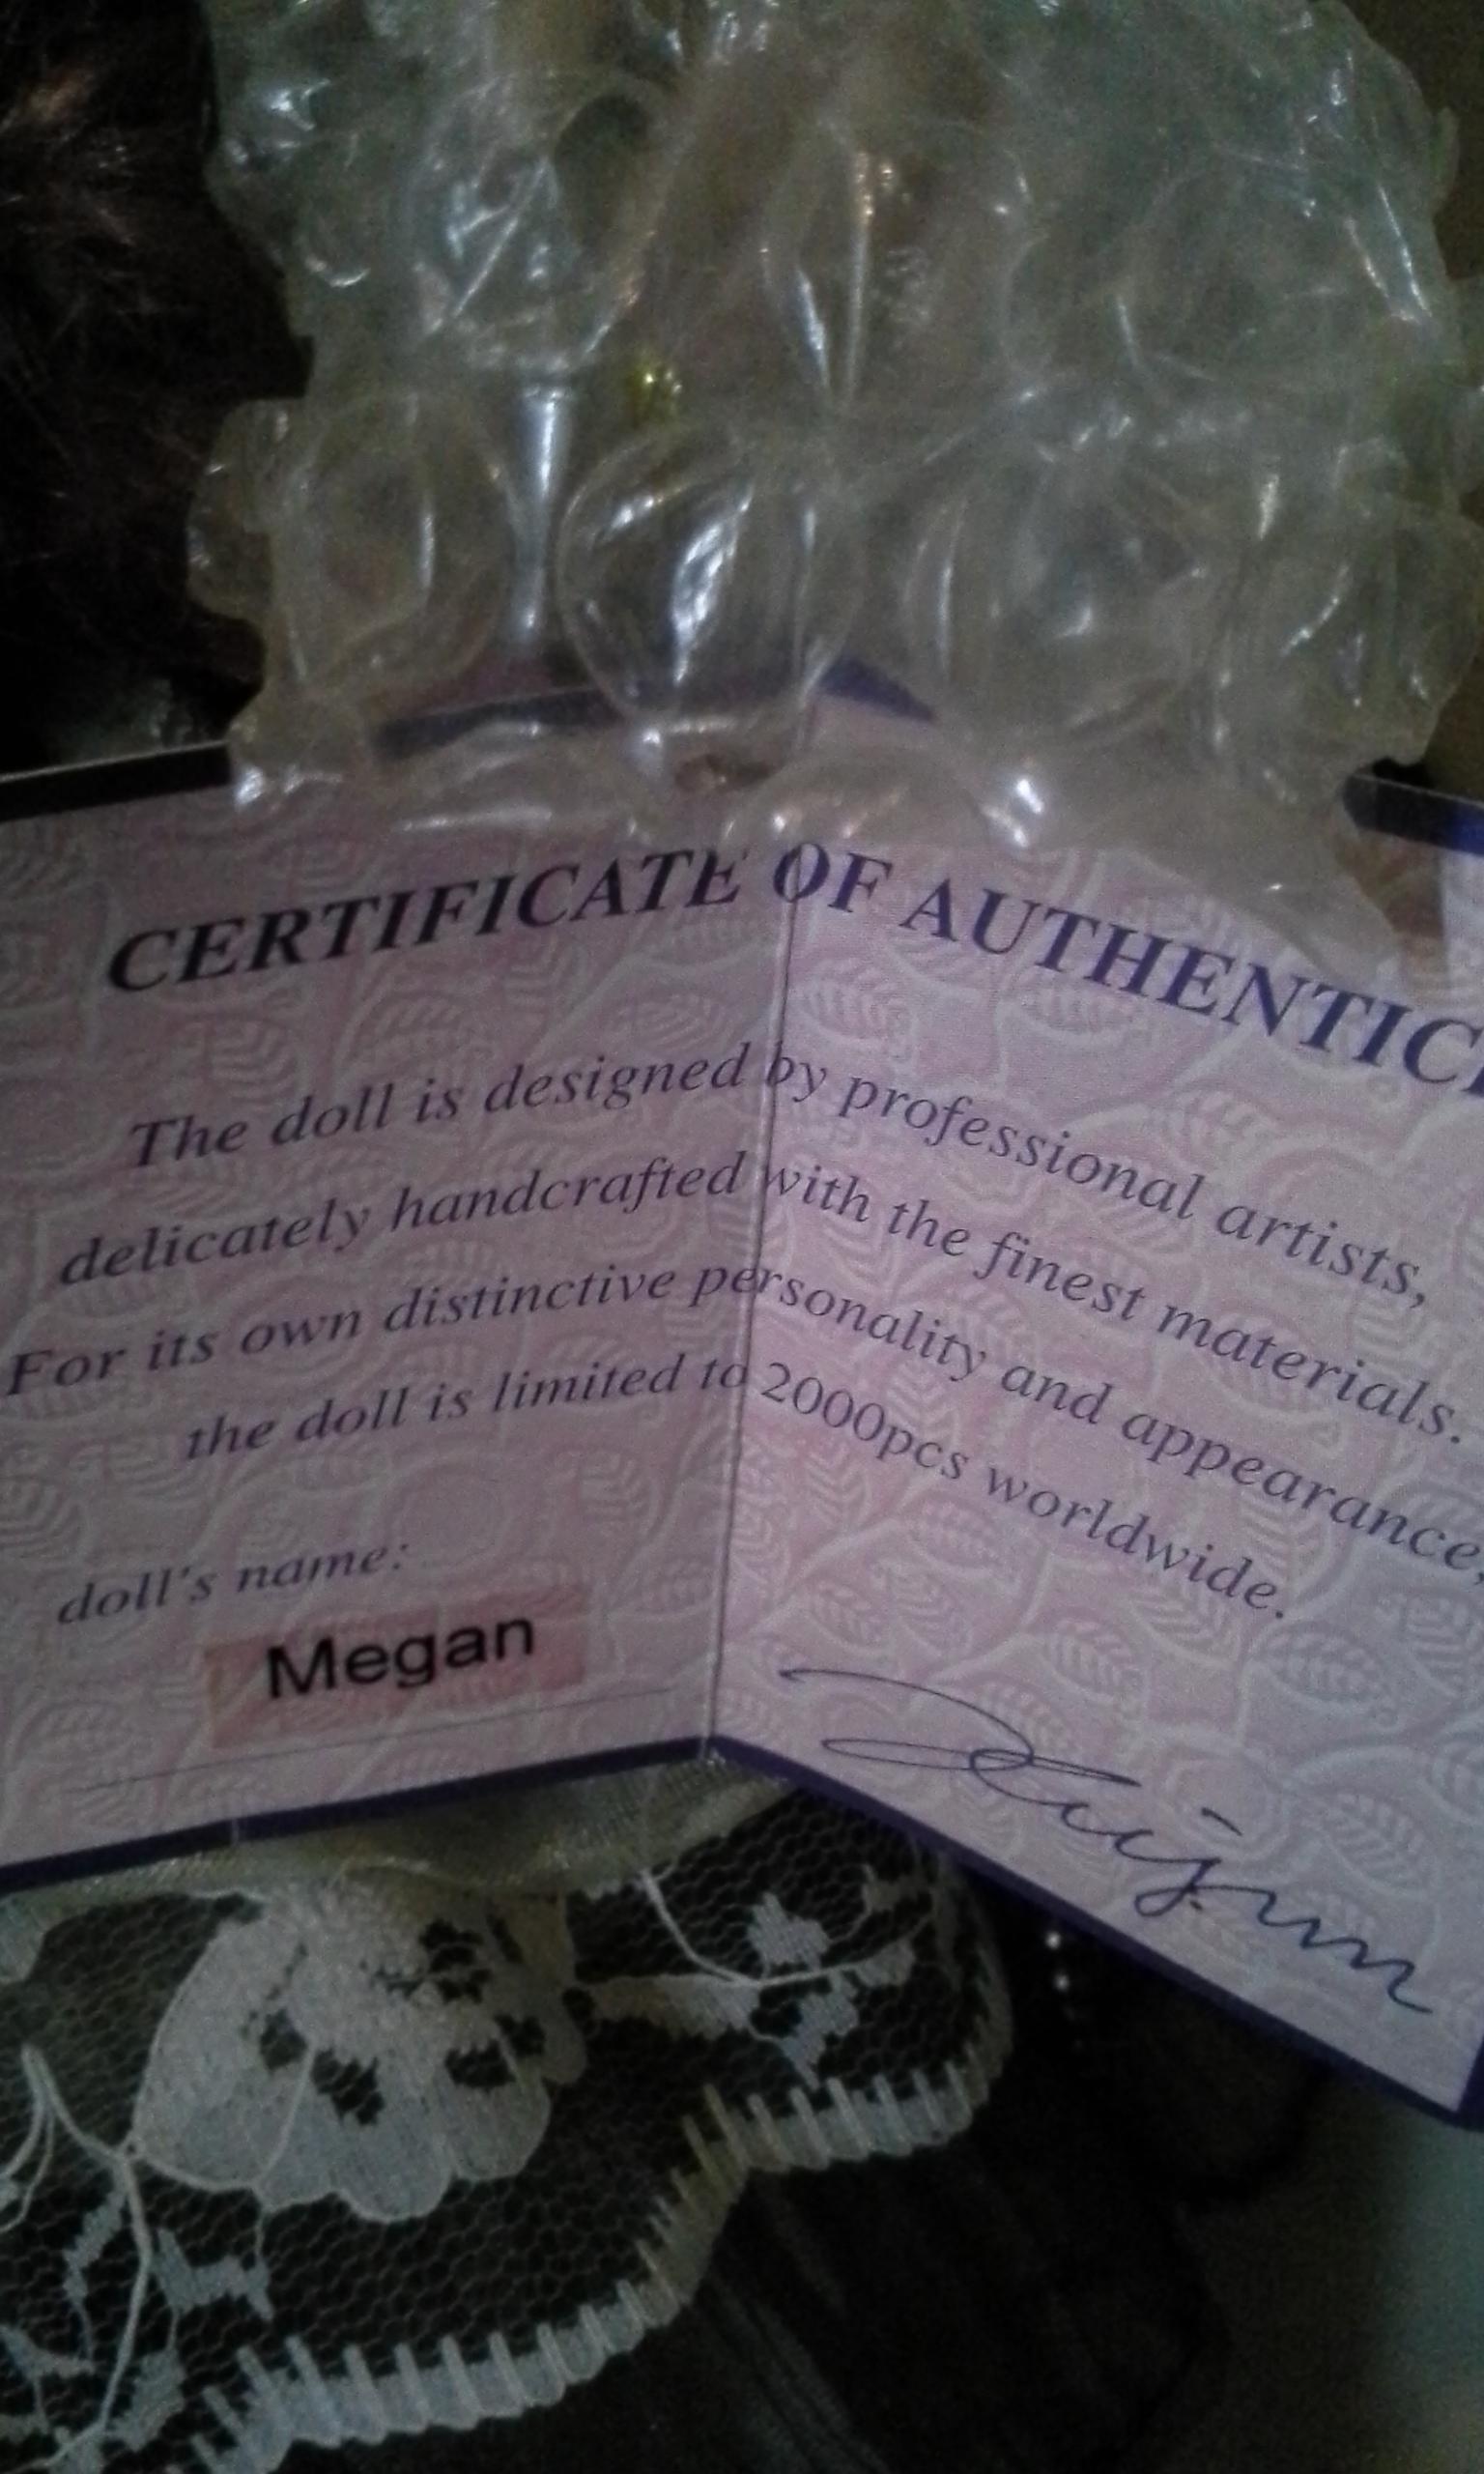 CERTIFICATE OF AUTHENTIC
The doll is designed by professional artists,
delicately handcrafted with the finest materials.
For its own distinctive personality and appearance,
the doll is limited to 2000pcs worldwide.
doll's name:
Megan